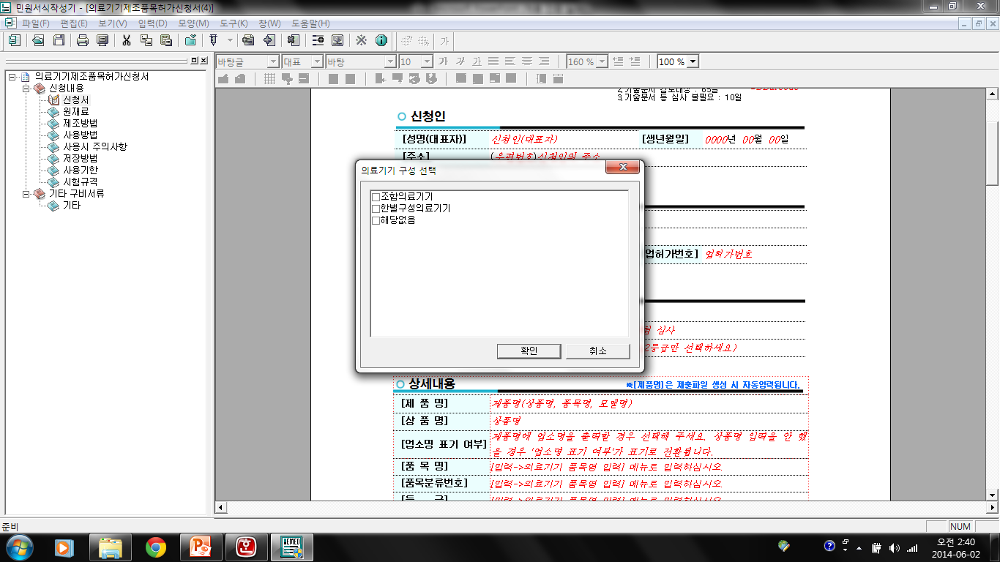 민원서식작성기 - [의료기기제조품목허가신청서(4)]
파일(F) 편집(E) 보기(V) 입력(D) 모양(M) 도구(K) 창(W) 도움말(H)
바탕글 대표 바탕 10 가 가 가 160 % 100 %
의료기기제조품목허가신청서
신청내용
신청서
원재료
제조방법
사용방법
사용시 주의사항
저장방법
사용기한
시험규격
기타 구비서류
기타
3.기술문서 등 심사 불필요 : 10일
신청인
[성명(대표자)] 신청인(대표자) [생년월일] 0000년 00월 00일
[주소] (우편번호)신청인의 주소
의료기기 구성 선택
조합의료기기
한벌구성의료기기
해당없음
확인 취소
업허가번호] 업허가번호
심사
2등급만 선택하세요)
상세내용 ※[제품명]은 제출파일 생성 시 자동입력됩니다.
[제 품 명] 제품명(상품명, 품목명, 모델명)
[상 품 명] 상품명
[업소명 표기 여부] 제품명에 업소명을 출력할 경우 선택해 주세요. 상품명 입력을 안 했
을 경우 '업소명 표기 여부'가 표기로 전환됩니다.
[품 목 명] [입력->의료기기 품목명 입력] 메뉴로 입력하십시오
[품목분류번호] [입력->의료기기 품목명 입력] 메뉴로 입력하십시오
[등 급] [입력->의료기기 품목명 입력] 메뉴로 입력하십시오
준비 NUM
오전 2:40
2014-06-02